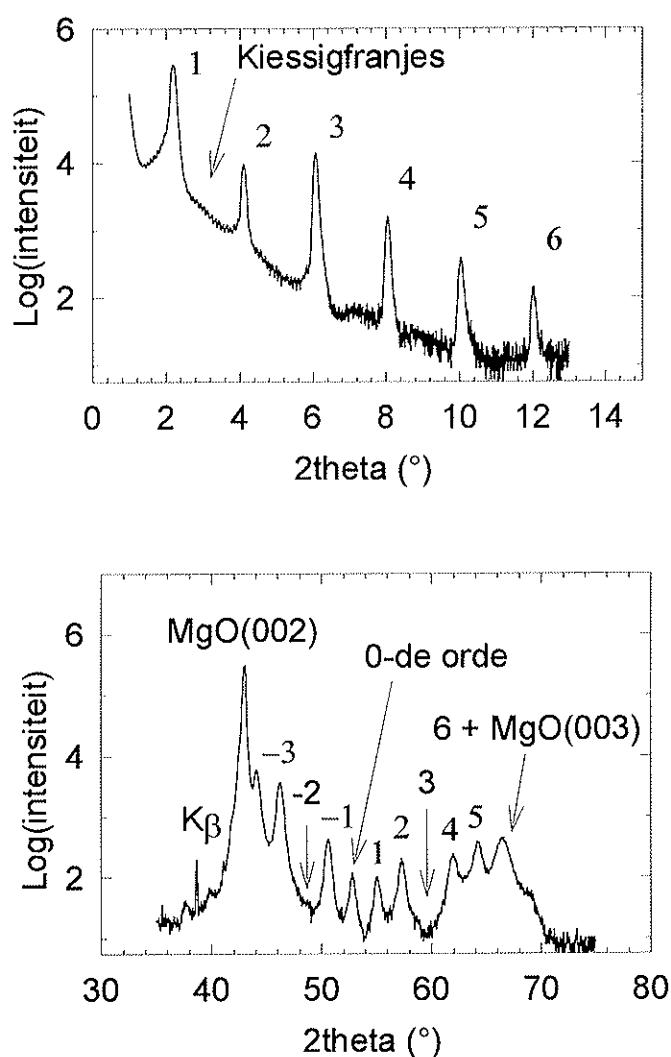 6
1
Kiessigfranjes
2
3
4
4
5
6
2
Log(intensiteit)
0 2 4 6 8 10 12 14
2theta (°)
6
MgO(002)
0-de orde
6 + MgO(003)
4
–3
-2
–1
3
Kβ
1
2
4
5
2
Log(intensiteit)
30 40 50 60 70 80
2theta (°)